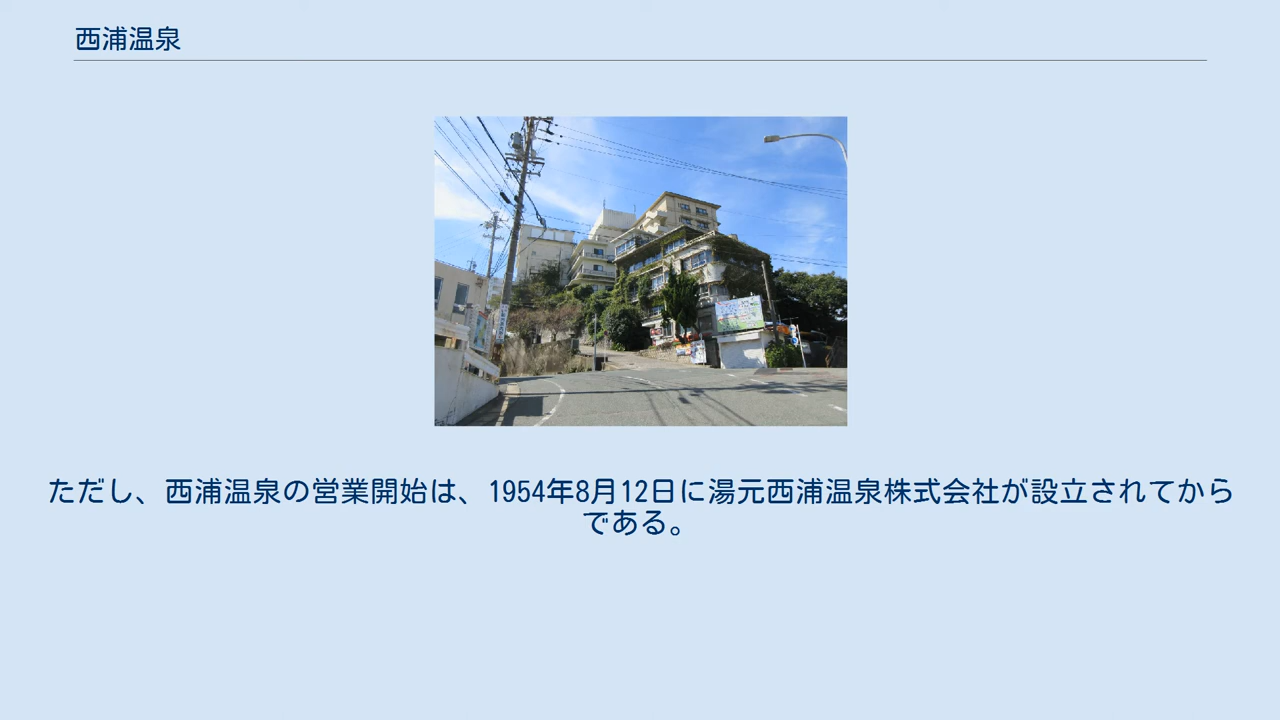 西浦温泉
ただし、西浦温泉の営業開始は、1954年8月12日に湯元西浦温泉株式会社が設立されてから
である。